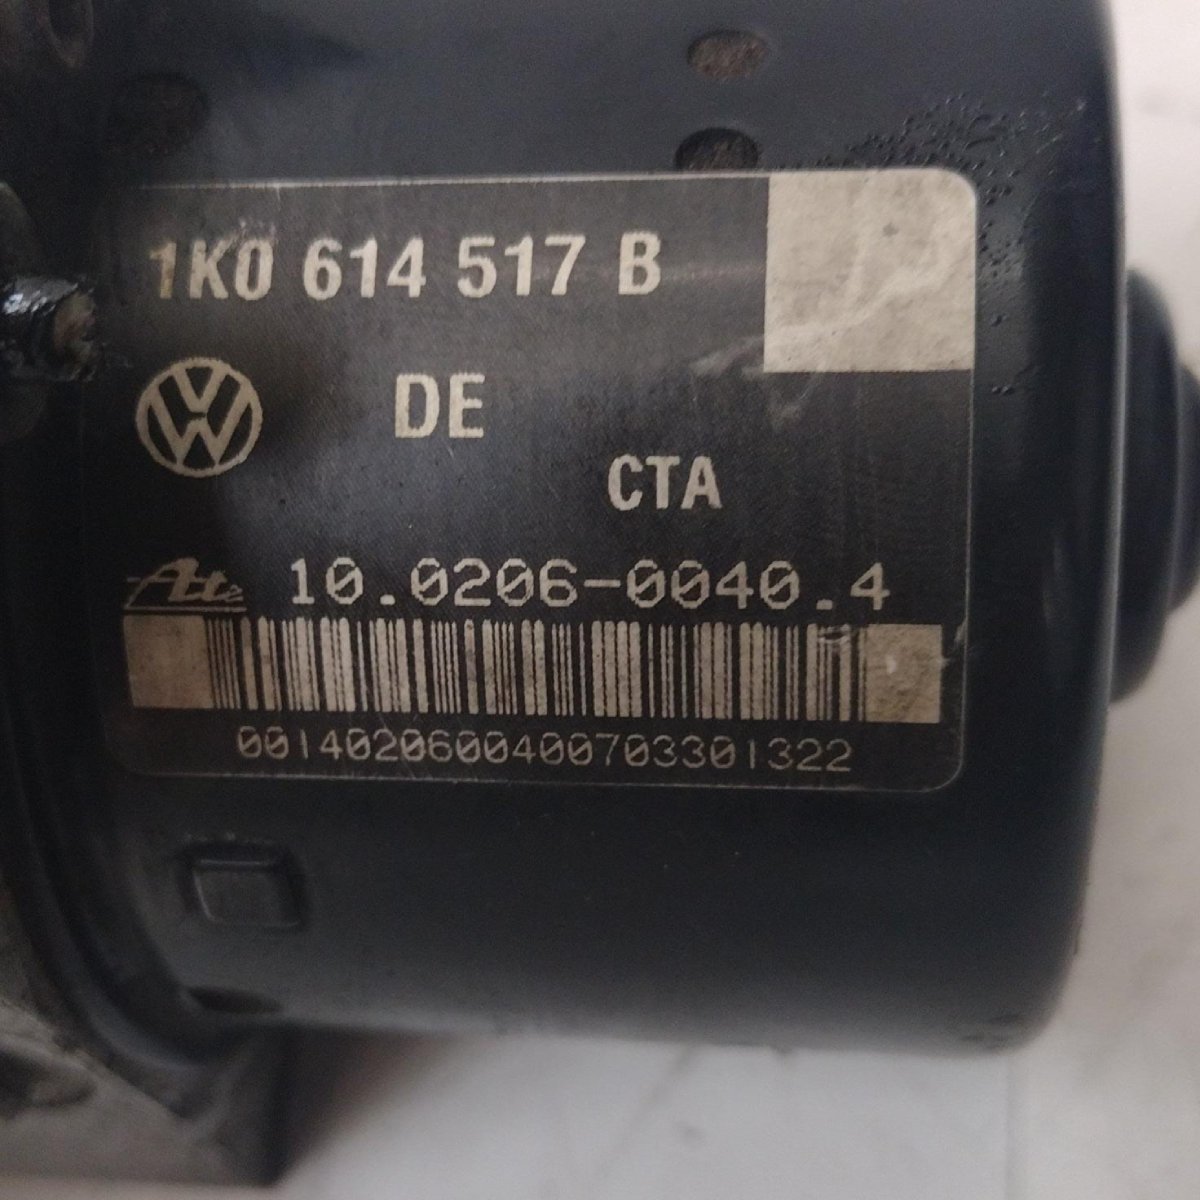 1K0 614 517 B
DE
CTA
Ate 10.0206-0040.4
0014020600400703301322